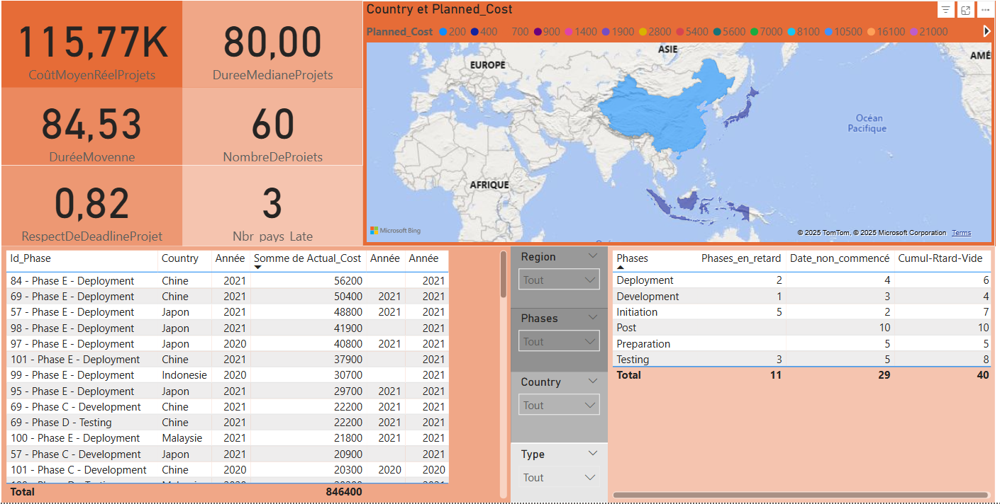 115,77K
CoûtMoyenRéelProjets
80,00
DureeMedianeProjets
84,53
DuréeMoyenne
60
NombreDeProjets
0,82
RespectDeDeadlineProjet
3
Nbr_pays_Late
Country et Planned_Cost
Planned_Cost 200 400 700 900 1400 1900 2800 5400 5600 7000 8100 10500 16100 21000
ASIE
EUROPE
AMÉ
Océan
Pacifique
AFRIQUE
Microsoft Bing
© 2025 TomTom, © 2025 Microsoft Corporation Terms
Id_Phase Country Année Somme de Actual_Cost Année Année
84 - Phase E - Deployment Chine 2021 56200 2021
69 - Phase E - Deployment Chine 2021 50400 2021 2021
57 - Phase E - Deployment Japon 2021 48800 2021 2021
98 - Phase E - Deployment Japon 2021 41900 2021
97 - Phase E - Deployment Japon 2020 40800 2021 2021
101 - Phase E - Deployment Chine 2021 37900 2021
99 - Phase E - Deployment Indonesie 2020 30700 2021
95 - Phase E - Deployment Japon 2021 29700 2021 2021
69 - Phase C - Development Chine 2021 22200 2021 2021
69 - Phase D - Testing Chine 2021 22200 2021 2021
100 - Phase E - Deployment Malaysie 2021 21800 2021 2021
57 - Phase C - Development Japon 2021 20900 2021
101 - Phase C - Development Chine 2020 20300 2020 2020
Total 846400
Region
Tout
Phases
Tout
Country
Tout
Type
Tout
Phases Phases_en_retard Date_non_commencé Cumul-Rtard-Vide
Deployment 2 4 6
Development 1 3 4
Initiation 5 2 7
Post 10 10
Preparation 5 5
Testing 3 5 8
Total 11 29 40